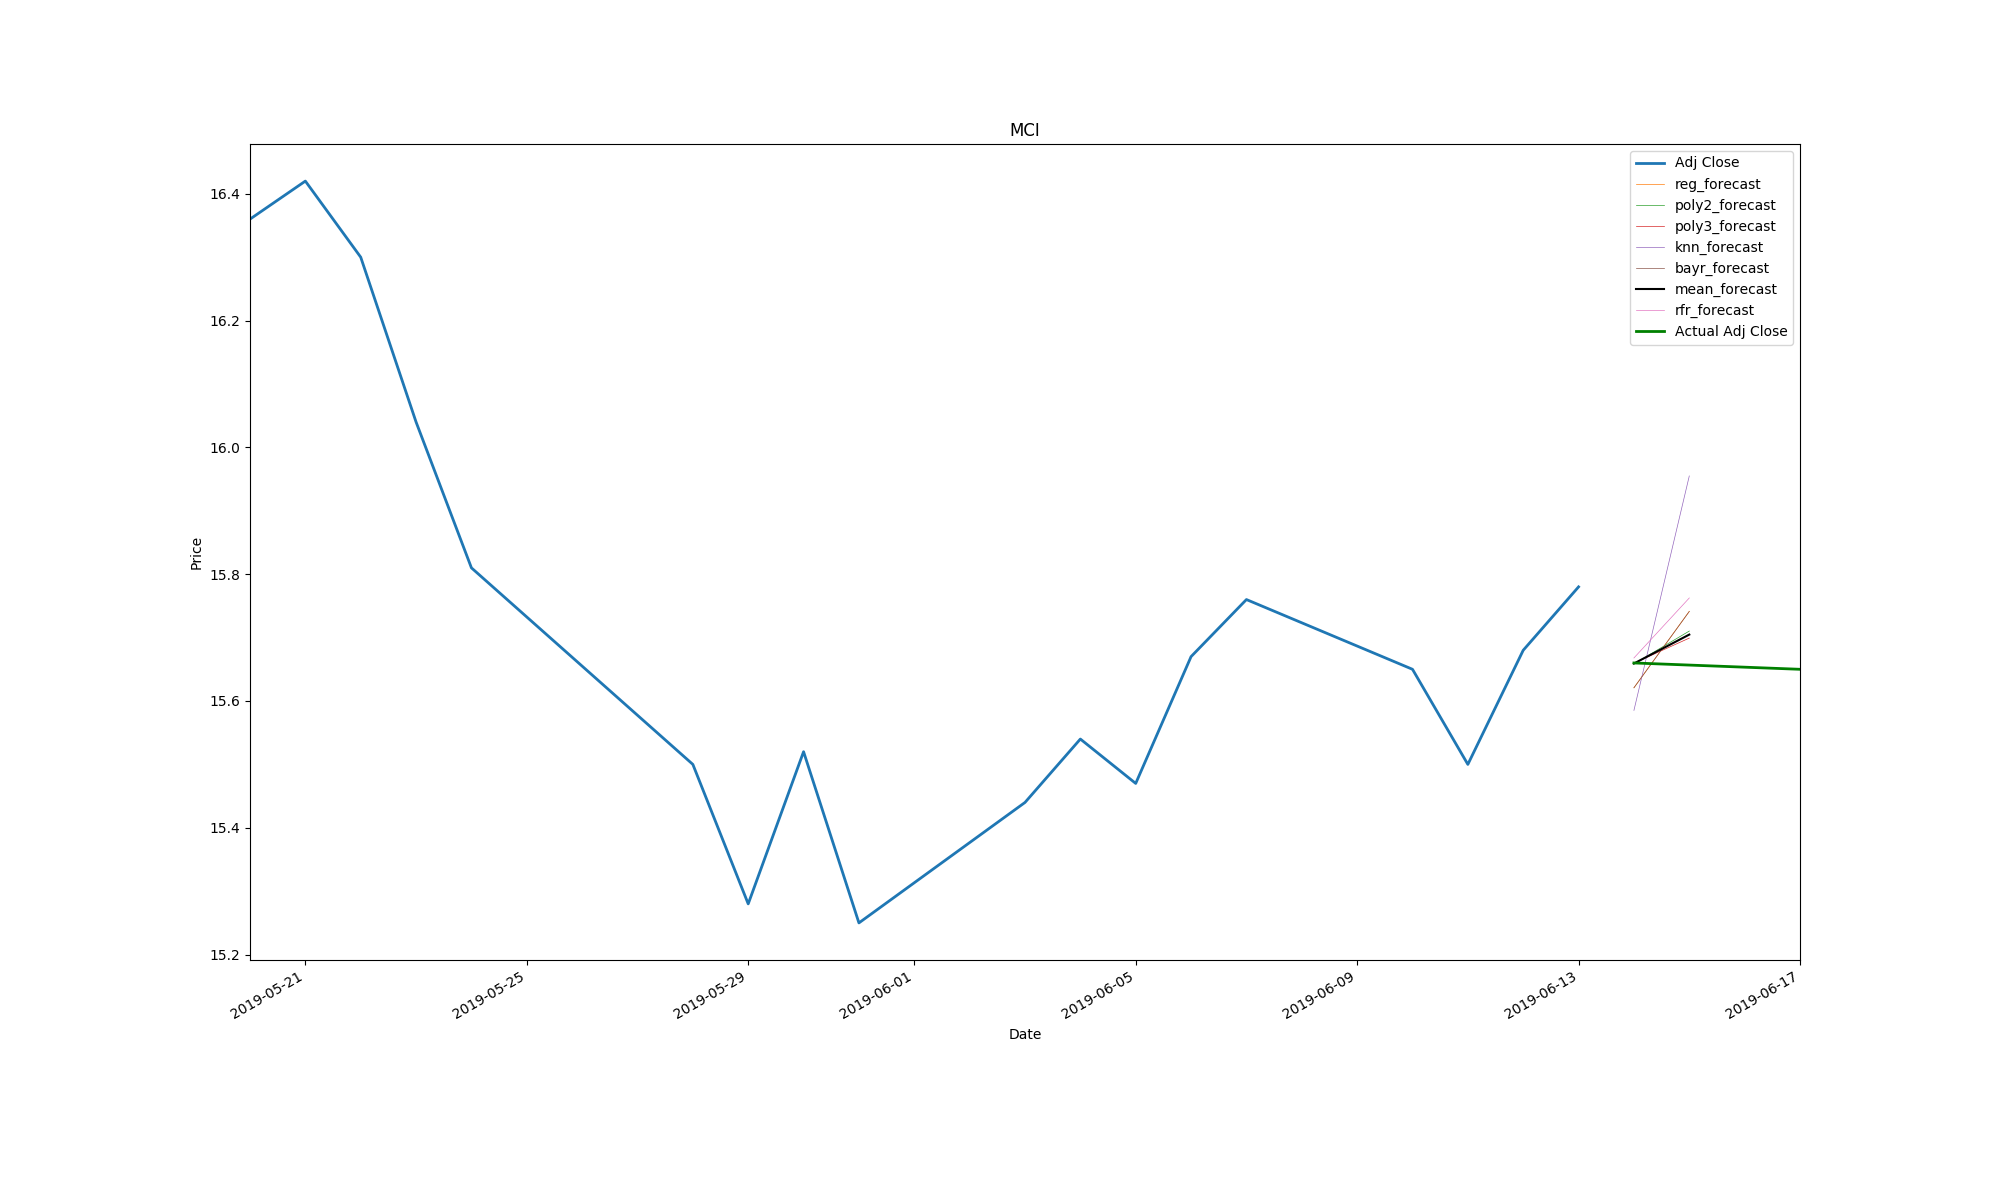 MCI
Adj Close
reg_forecast
poly2_forecast
poly3_forecast
knn_forecast
bayr_forecast
mean_forecast
rfr_forecast
Actual Adj Close
16.4
16.2
16.0
15.8
15.6
15.4
15.2
Price
2019-05-21
2019-05-25
2019-05-29
2019-06-01
2019-06-05
2019-06-09
2019-06-13
2019-06-17
Date